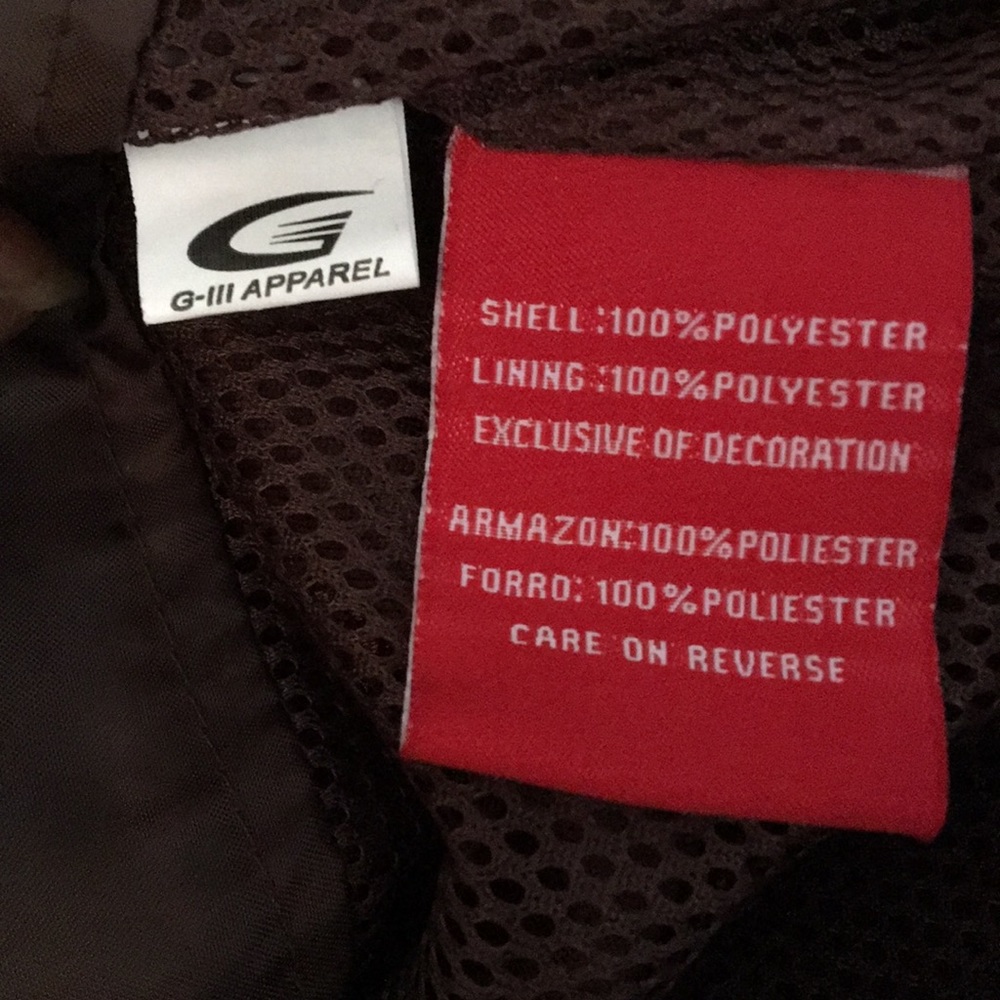 G-III APPAREL
SHELL:100%POLYESTER
LINING:100%POLYESTER
EXCLUSIVE OF DECORATION
ARMAZON:100%POLIESTER
FORRO:100%POLIESTER
CARE ON REVERSE